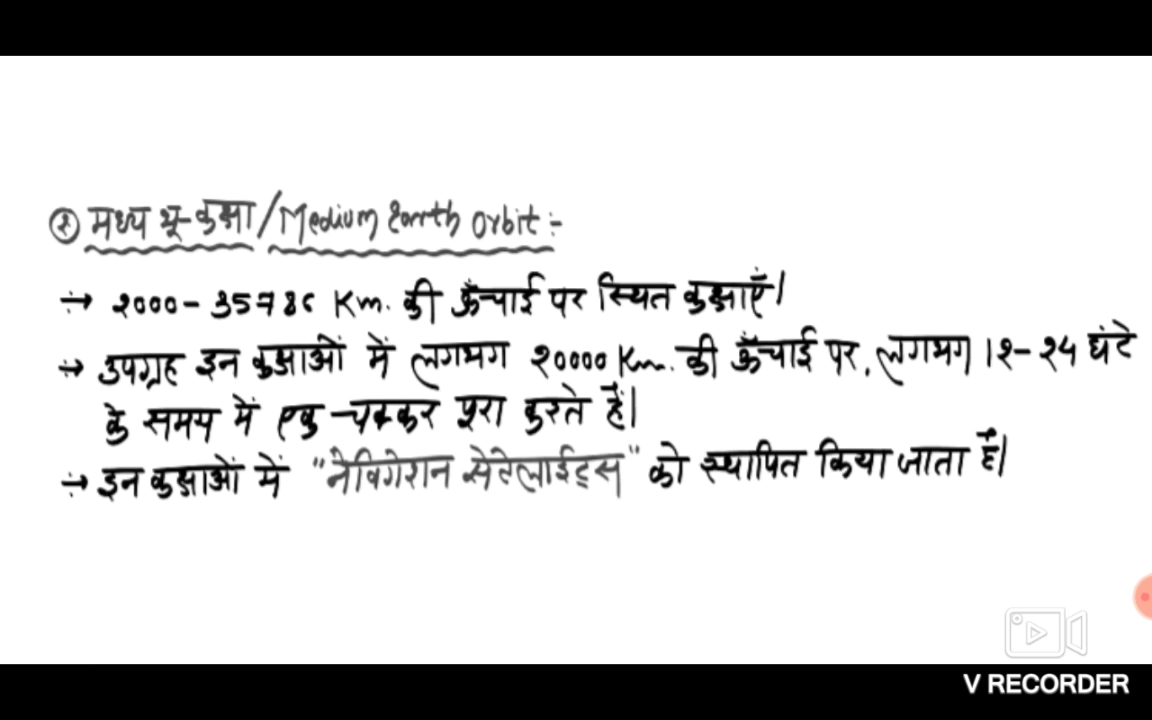 ② मध्य भू-कक्षा/Medium Earth Orbit :-
→ 2000-35786 Km. की ऊँचाई पर स्थित कक्षाएँ।
→ उपग्रह इन कक्षाओं में लगभग 20000 Km. की ऊँचाई पर, लगभग 12-24 घंटे
के समय में एक चक्कर पूरा करते हैं।
→ इन कक्षाओं में "नेविगेशन सेटेलाईट्स" को स्थापित किया जाता है।
V RECORDER